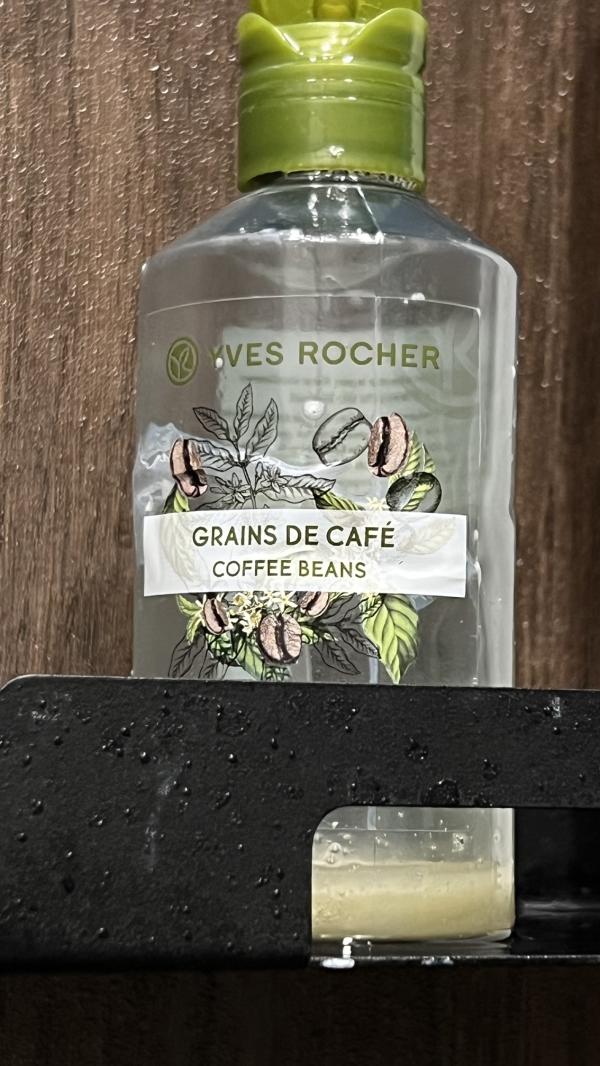 YVES ROCHER
GRAINS DE CAFÉ
COFFEE BEANS